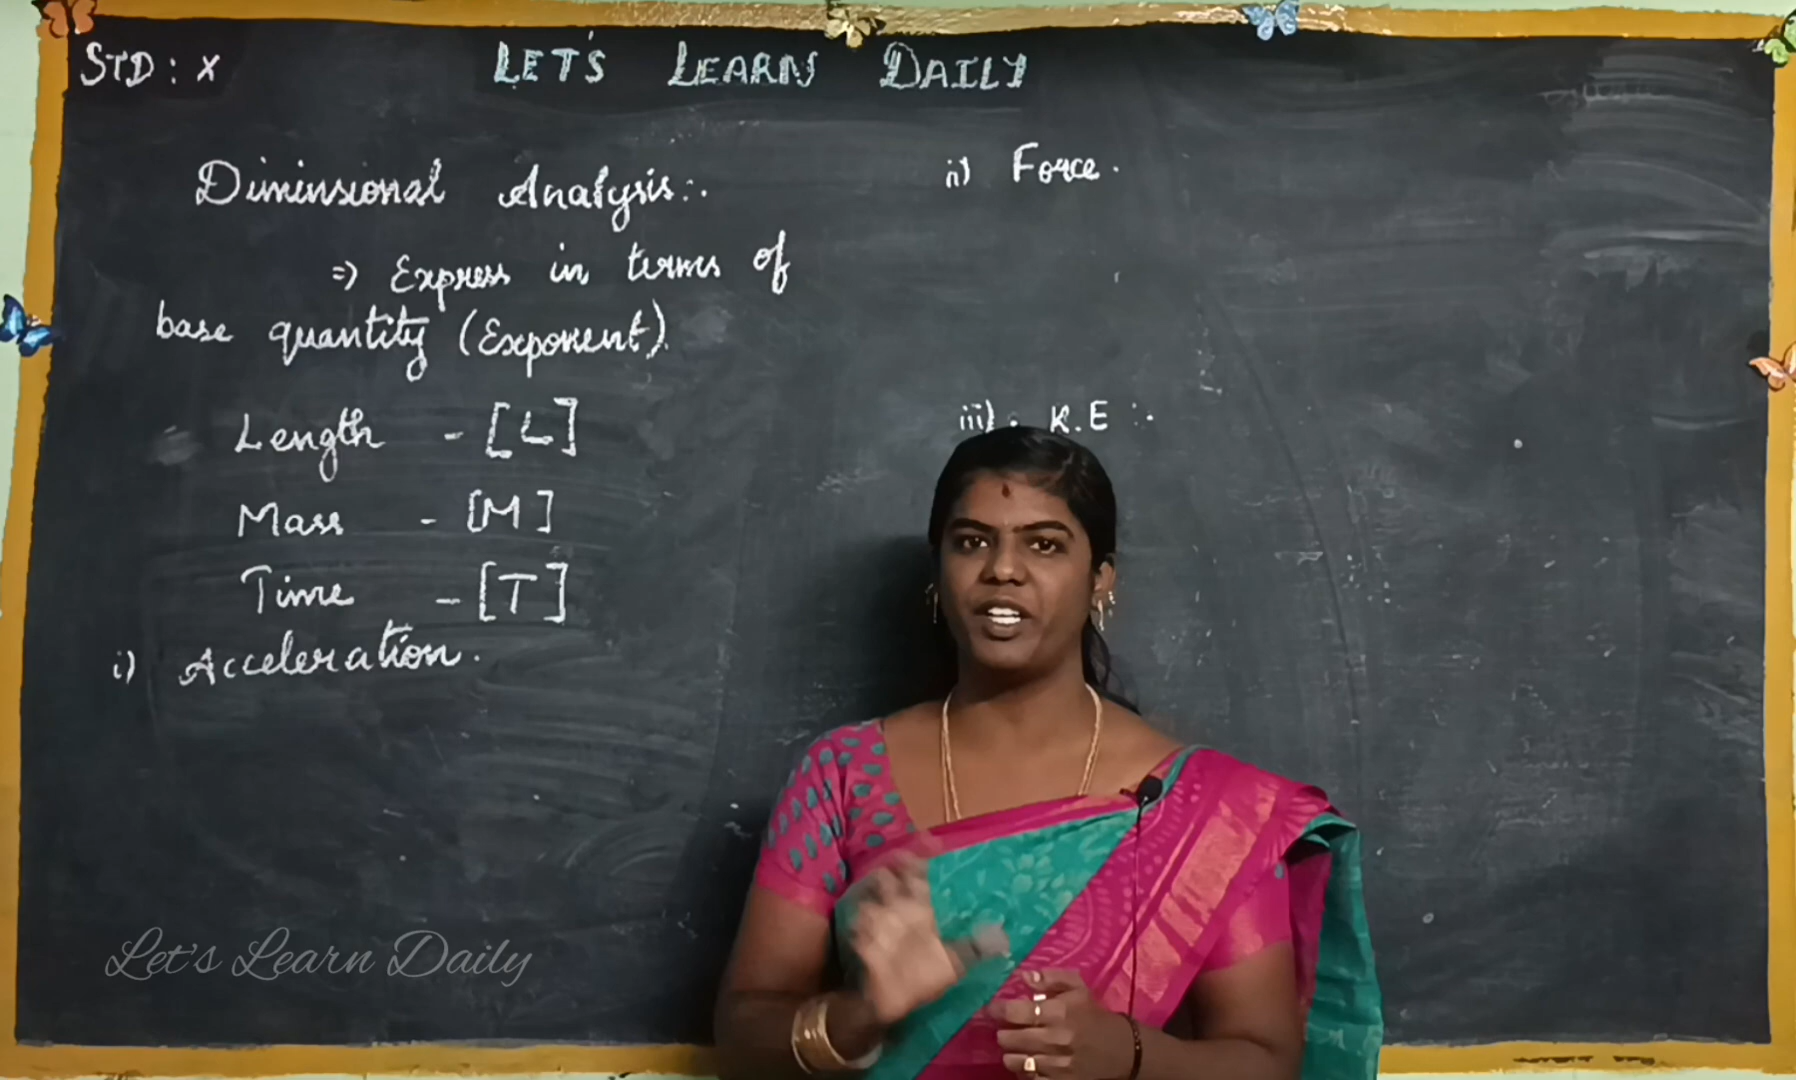 STD : X
LET'S LEARN DAILY
Diminsional Analysis:-
=> Express in terms of
base quantity (Exponent).
Length - [L]
Mass - [M]
Time - [T]
i) Acceleration.
ii) Force.
iii). K.E :-
Let's Learn Daily